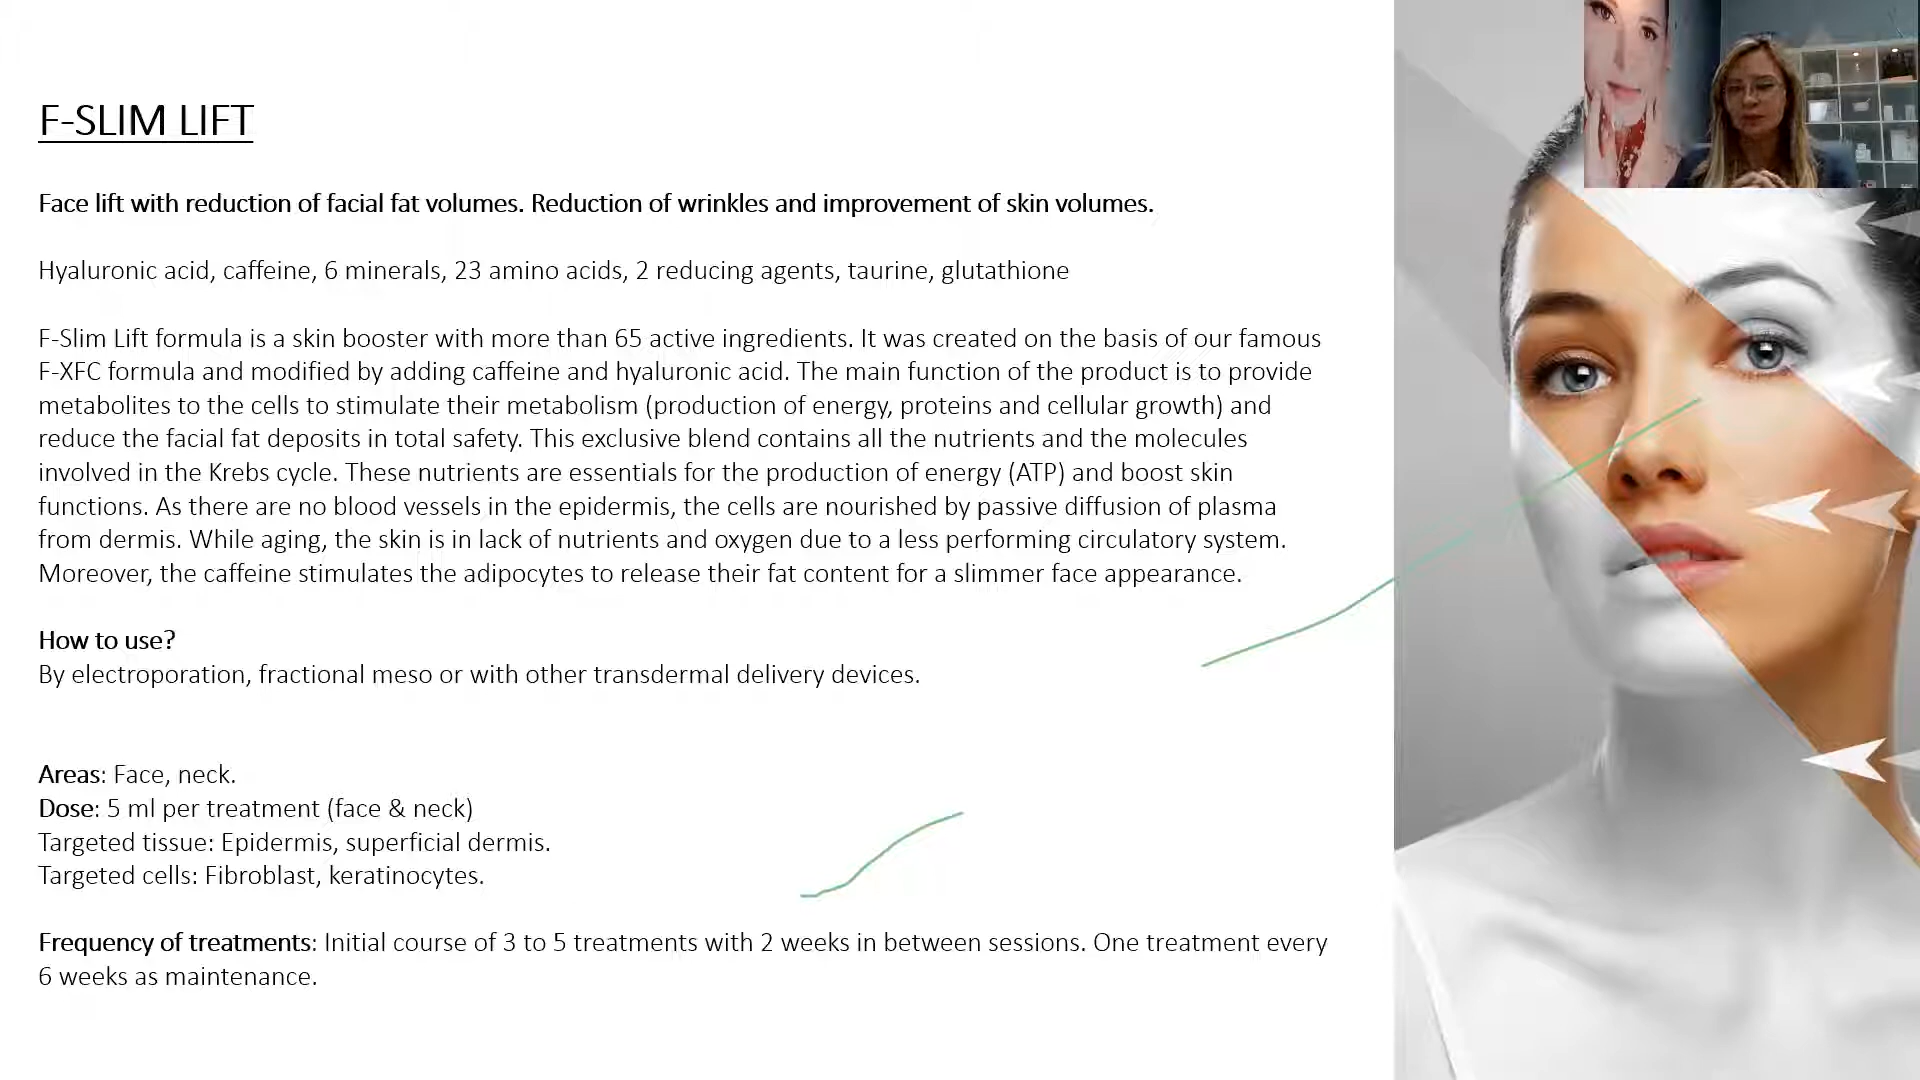 F-SLIM LIFT
Face lift with reduction of facial fat volumes. Reduction of wrinkles and improvement of skin volumes.
Hyaluronic acid, caffeine, 6 minerals, 23 amino acids, 2 reducing agents, taurine, glutathione
F-Slim Lift formula is a skin booster with more than 65 active ingredients. It was created on the basis of our famous
F-XFC formula and modified by adding caffeine and hyaluronic acid. The main function of the product is to provide
metabolites to the cells to stimulate their metabolism (production of energy, proteins and cellular growth) and
reduce the facial fat deposits in total safety. This exclusive blend contains all the nutrients and the molecules
involved in the Krebs cycle. These nutrients are essentials for the production of energy (ATP) and boost skin
functions. As there are no blood vessels in the epidermis, the cells are nourished by passive diffusion of plasma
from dermis. While aging, the skin is in lack of nutrients and oxygen due to a less performing circulatory system.
Moreover, the caffeine stimulates the adipocytes to release their fat content for a slimmer face appearance.
How to use?
By electroporation, fractional meso or with other transdermal delivery devices.
Areas: Face, neck.
Dose: 5 ml per treatment (face & neck)
Targeted tissue: Epidermis, superficial dermis.
Targeted cells: Fibroblast, keratinocytes.
Frequency of treatments: Initial course of 3 to 5 treatments with 2 weeks in between sessions. One treatment every
6 weeks as maintenance.